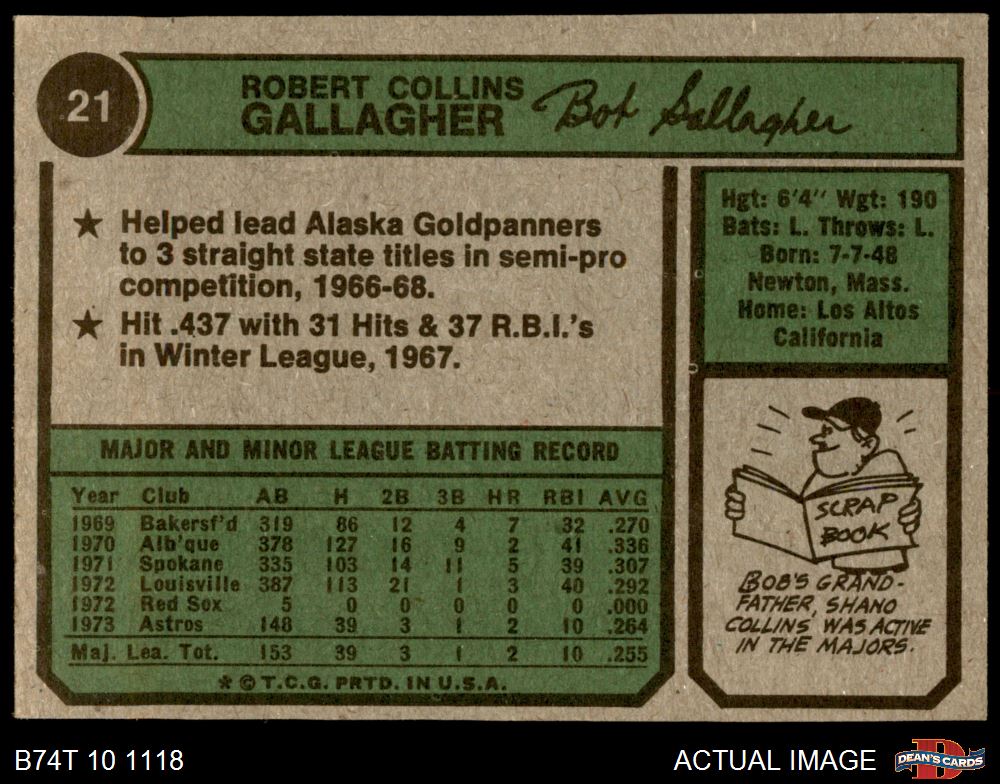 21
ROBERT COLLINS
GALLAGHER
Bob Gallagher
★ Helped lead Alaska Goldpanners
to 3 straight state titles in semi-pro
competition, 1966-68.
★ Hit .437 with 31 Hits & 37 R.B.I.'s
in Winter League, 1967.
Hgt: 6'4" Wgt: 190
Bats: L. Throws: L.
Born: 7-7-48
Newton, Mass.
Home: Los Altos
California
MAJOR AND MINOR LEAGUE BATTING RECORD
Year Club AB H 2B 3B HR RBI AVG
1969 Bakersf'd 319 86 12 4 7 32 .270
1970 Alb'que 378 127 16 9 2 41 .336
1971 Spokane 335 103 14 11 5 39 .307
1972 Louisville 387 113 21 1 3 40 .292
1972 Red Sox 5 0 0 0 0 0 .000
1973 Astros 148 39 3 1 2 10 .264
Maj. Lea. Tot. 153 39 3 1 2 10 .255
* © T.C.G. PRTD. IN U.S.A.
SCRAP
BOOK
BOB'S GRAND-
FATHER, SHANO
COLLINS WAS ACTIVE
IN THE MAJORS.
B74T 10 1118
ACTUAL IMAGE
DEAN'S CARDS